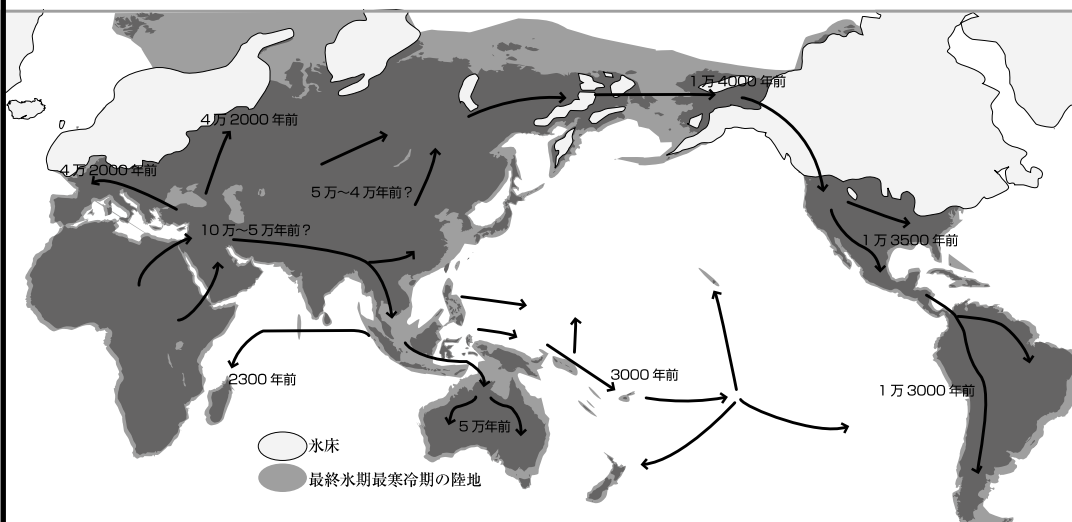 1万4000年前
4万2000年前
4万2000年前
5万〜4万年前？
10万〜5万年前？
1万3500年前
2300年前
3000年前
1万3000年前
5万年前
氷床
最終氷期最寒冷期の陸地